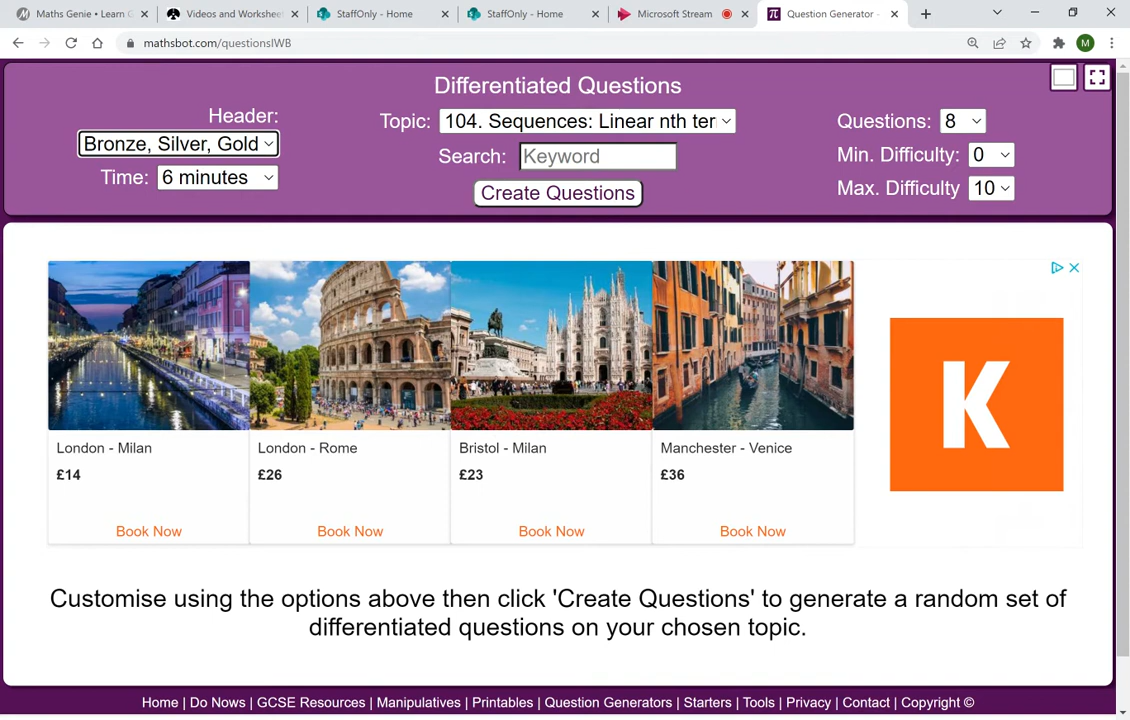 Maths Genie • Learn G
Videos and Workshee
StaffOnly - Home
StaffOnly - Home
Microsoft Stream
Question Generator -
mathsbot.com/questionsIWB
M
Differentiated Questions
Header:
Bronze, Silver, Gold
Time: 6 minutes
Topic: 104. Sequences: Linear nth ter
Search: Keyword
Create Questions
Questions: 8
Min. Difficulty: 0
Max. Difficulty 10
London - Milan
£14
Book Now
London - Rome
£26
Book Now
Bristol - Milan
£23
Book Now
Manchester - Venice
£36
Book Now
K
Customise using the options above then click 'Create Questions' to generate a random set of
differentiated questions on your chosen topic.
Home | Do Nows | GCSE Resources | Manipulatives | Printables | Question Generators | Starters | Tools | Privacy | Contact | Copyright ©